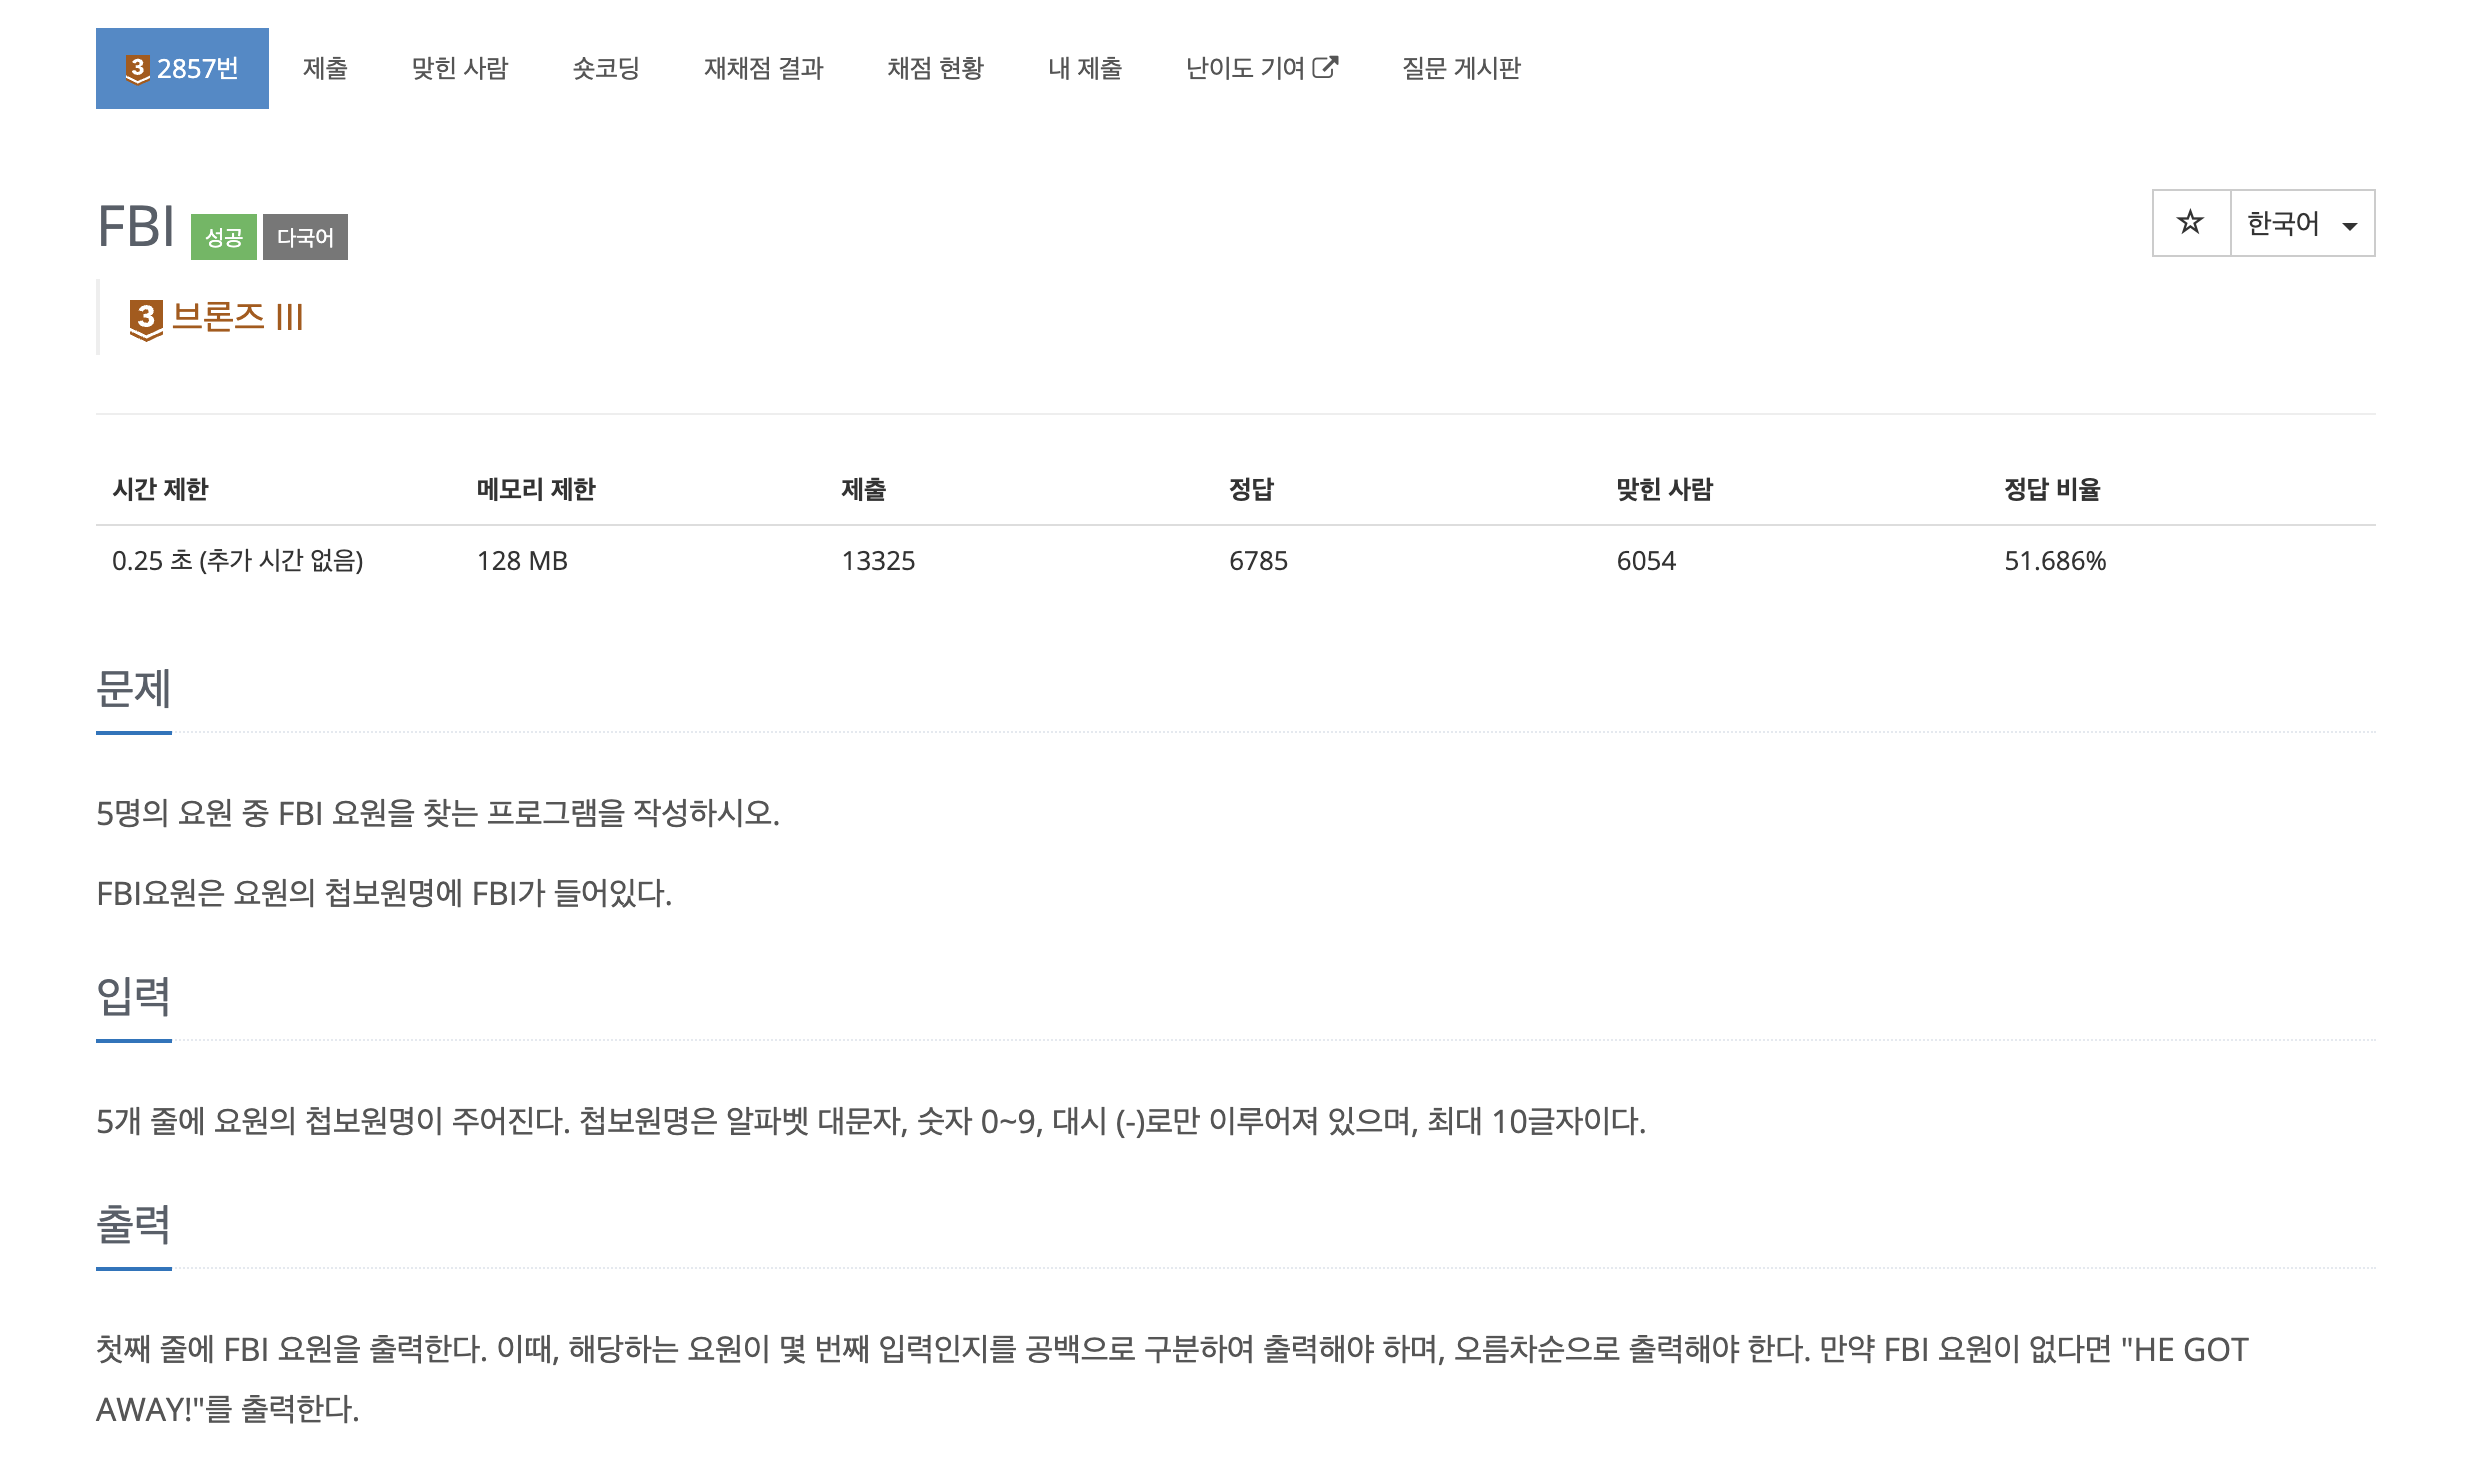 3 2857번 제출 맞힌 사람 숏코딩 재채점 결과 채점 현황 내 제출 난이도 기여 질문 게시판
FBI 성공 다국어 한국어
3 브론즈 III
시간 제한 메모리 제한 제출 정답 맞힌 사람 정답 비율
0.25 초 (추가 시간 없음) 128 MB 13325 6785 6054 51.686%
문제
5명의 요원 중 FBI 요원을 찾는 프로그램을 작성하시오.
FBI요원은 요원의 첩보원명에 FBI가 들어있다.
입력
5개 줄에 요원의 첩보원명이 주어진다. 첩보원명은 알파벳 대문자, 숫자 0~9, 대시 (-)로만 이루어져 있으며, 최대 10글자이다.
출력
첫째 줄에 FBI 요원을 출력한다. 이때, 해당하는 요원이 몇 번째 입력인지를 공백으로 구분하여 출력해야 하며, 오름차순으로 출력해야 한다. 만약 FBI 요원이 없다면 "HE GOT
AWAY!"를 출력한다.